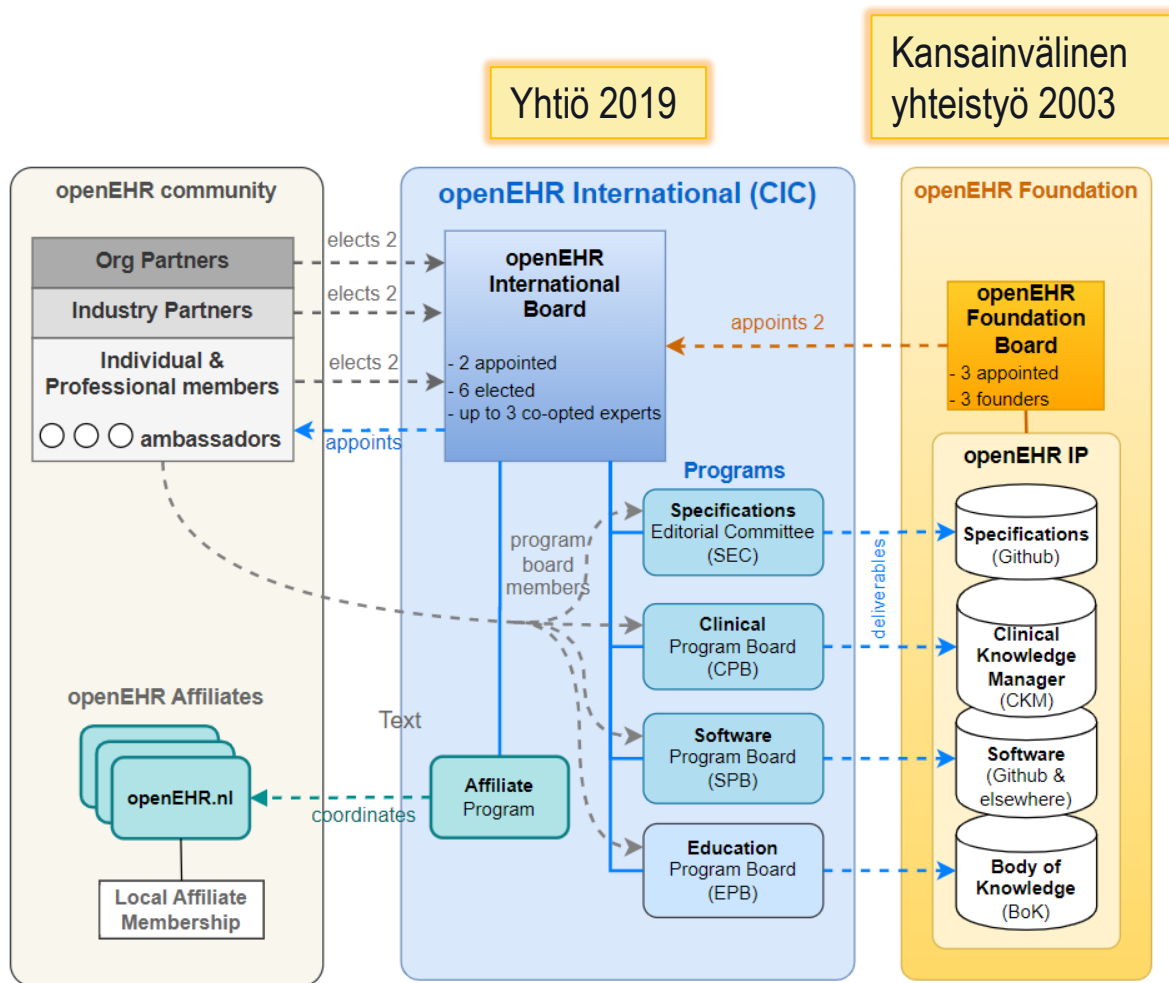 Yhtiö 2019
Kansainvälinen
yhteistyö 2003
openEHR community
Org Partners
Industry Partners
Individual &
Professional members
ambassadors
elects 2
elects 2
elects 2
appoints
openEHR International (CIC)
openEHR
International
Board
- 2 appointed
- 6 elected
- up to 3 co-opted experts
appoints 2
openEHR Foundation
openEHR
Foundation
Board
- 3 appointed
- 3 founders
openEHR IP
Programs
program
board
members
Specifications
Editorial Committee
(SEC)
Clinical
Program Board
(CPB)
Software
Program Board
(SPB)
Education
Program Board
(EPB)
deliverables
Specifications
(Github)
Clinical
Knowledge
Manager
(CKM)
Software
(Github &
elsewhere)
Body of
Knowledge
(BoK)
openEHR Affiliates
Text
openEHR.nl
coordinates
Affiliate
Program
Local Affiliate
Membership